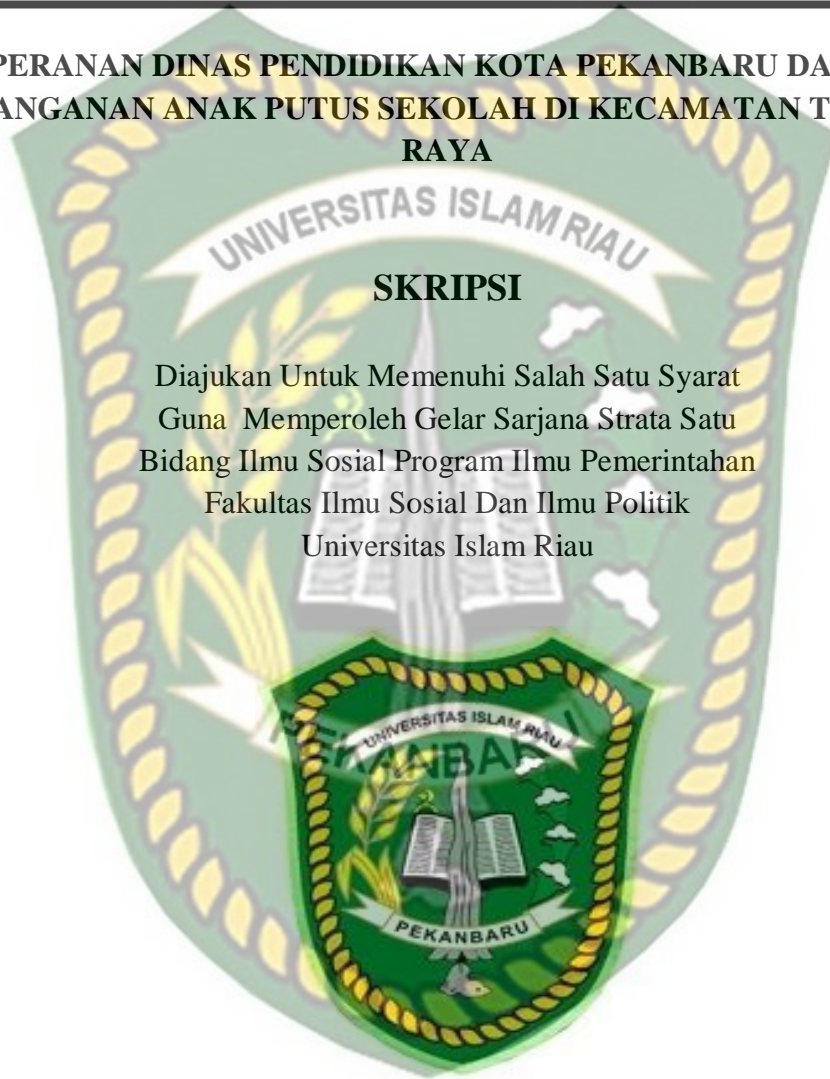 PERANAN DINAS PENDIDIKAN KOTA PEKANBARU DA
ANGANAN ANAK PUTUS SEKOLAH DI KECAMATAN T
RAYA
UNIVERSITAS ISLAM RIAU
SKRIPSI
Diajukan Untuk Memenuhi Salah Satu Syarat
Guna Memperoleh Gelar Sarjana Strata Satu
Bidang Ilmu Sosial Program Ilmu Pemerintahan
Fakultas Ilmu Sosial Dan Ilmu Politik
Universitas Islam Riau
PEKANBARU
UNIVERSITAS ISLAM RIAU
PEKANBARU